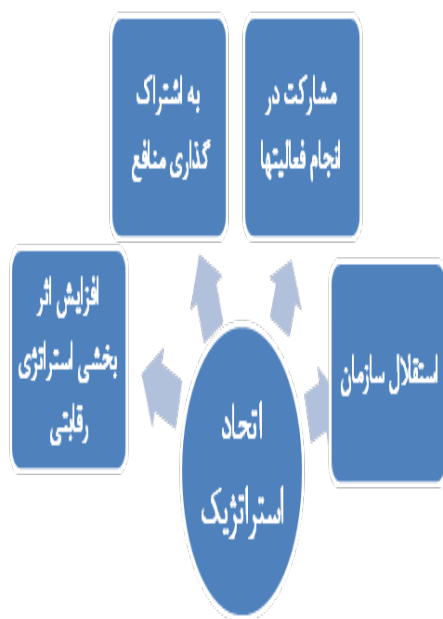 مشارکت در
انجام فعالیتها
به اشتراک
گذاری منافع
استقلال سازمان
افزایش اثر
بخشی استراتژی
رقابتی
اتحاد
استراتژیک